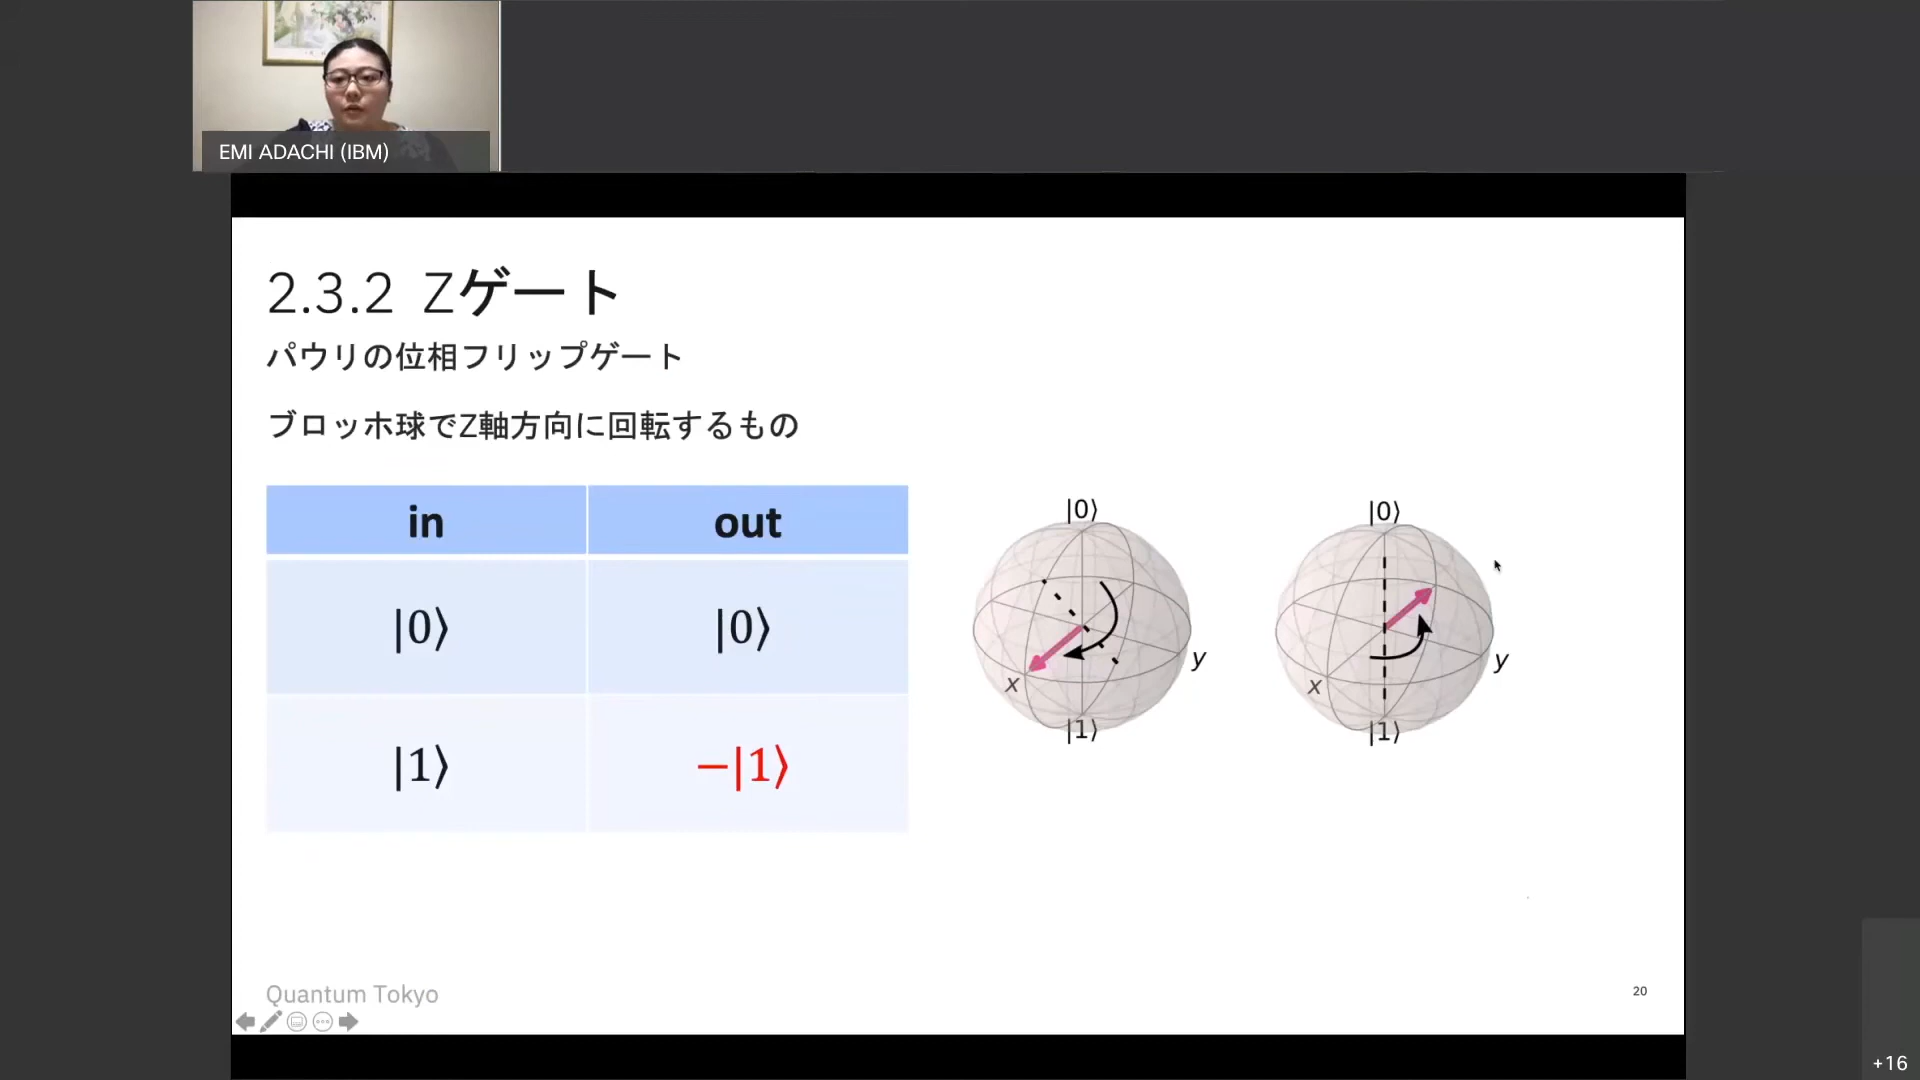 EMI ADACHI (IBM)
2.3.2 Zゲート
パウリの位相フリップゲート
ブロッホ球でZ軸方向に回転するもの
in out
|0⟩ |0⟩
|1⟩ −|1⟩
|0⟩
x
y
|1⟩
|0⟩
x
y
|1⟩
Quantum Tokyo
20
+16